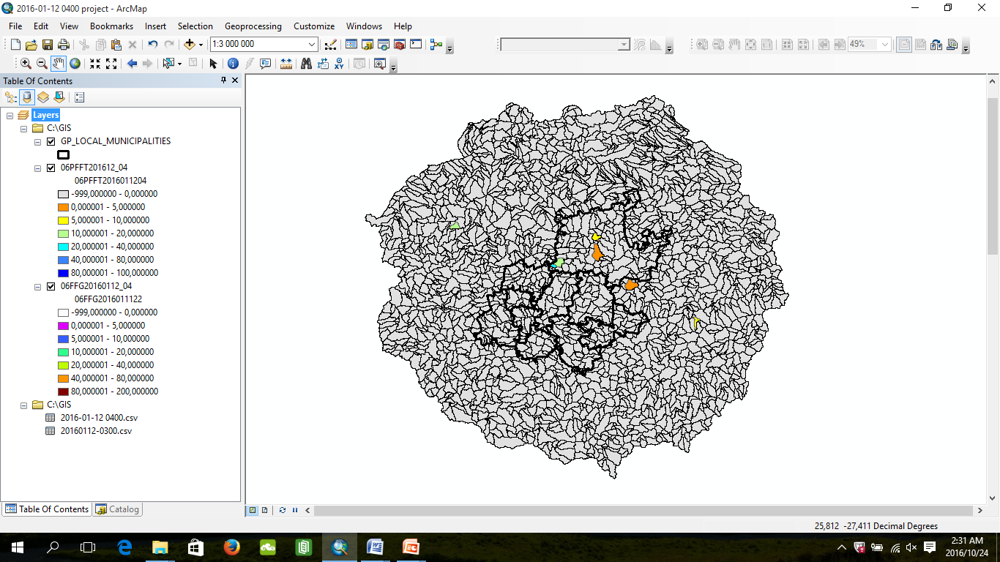 2016-01-12 0400 project - ArcMap
File Edit View Bookmarks Insert Selection Geoprocessing Customize Windows Help
1:3 000 000
49%
Table Of Contents
Layers
C:\GIS
GP_LOCAL_MUNICIPALITIES
06PFFT201612_04
06PFFT2016011204
-999,000000 - 0,000000
0,000001 - 5,000000
5,000001 - 10,000000
10,000001 - 20,000000
20,000001 - 40,000000
40,000001 - 80,000000
80,000001 - 100,000000
06FFG20160112_04
06FFG2016011122
-999,000000 - 0,000000
0,000001 - 5,000000
5,000001 - 10,000000
10,000001 - 20,000000
20,000001 - 40,000000
40,000001 - 80,000000
80,000001 - 200,000000
C:\GIS
2016-01-12 0400.csv
20160112-0300.csv
Table Of Contents Catalog
25,812 -27,411 Decimal Degrees
2:31 AM
2016/10/24